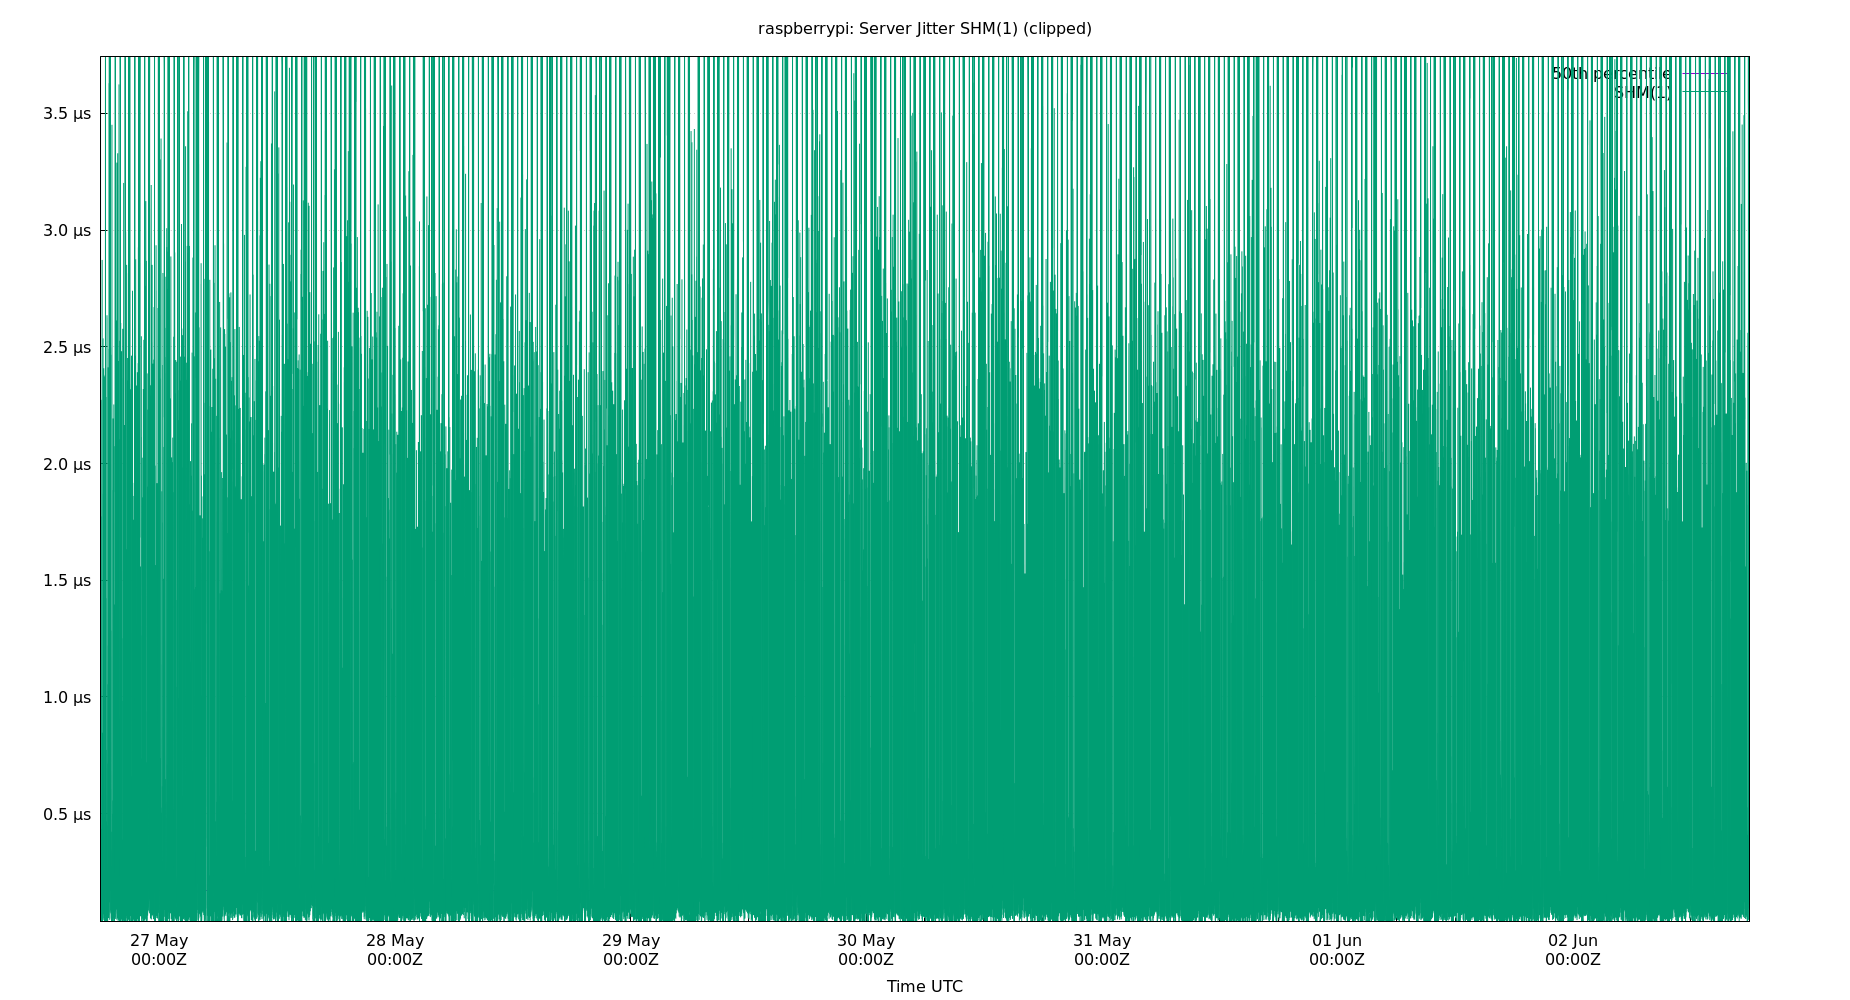 raspberrypi: Server Jitter SHM(1) (clipped)
50th percentile
SHM(1)
3.5 µs
3.0 µs
2.5 µs
2.0 µs
1.5 µs
1.0 µs
0.5 µs
27 May 28 May 29 May 30 May 31 May 01 Jun 02 Jun
00:00Z 00:00Z 00:00Z 00:00Z 00:00Z 00:00Z 00:00Z
Time UTC